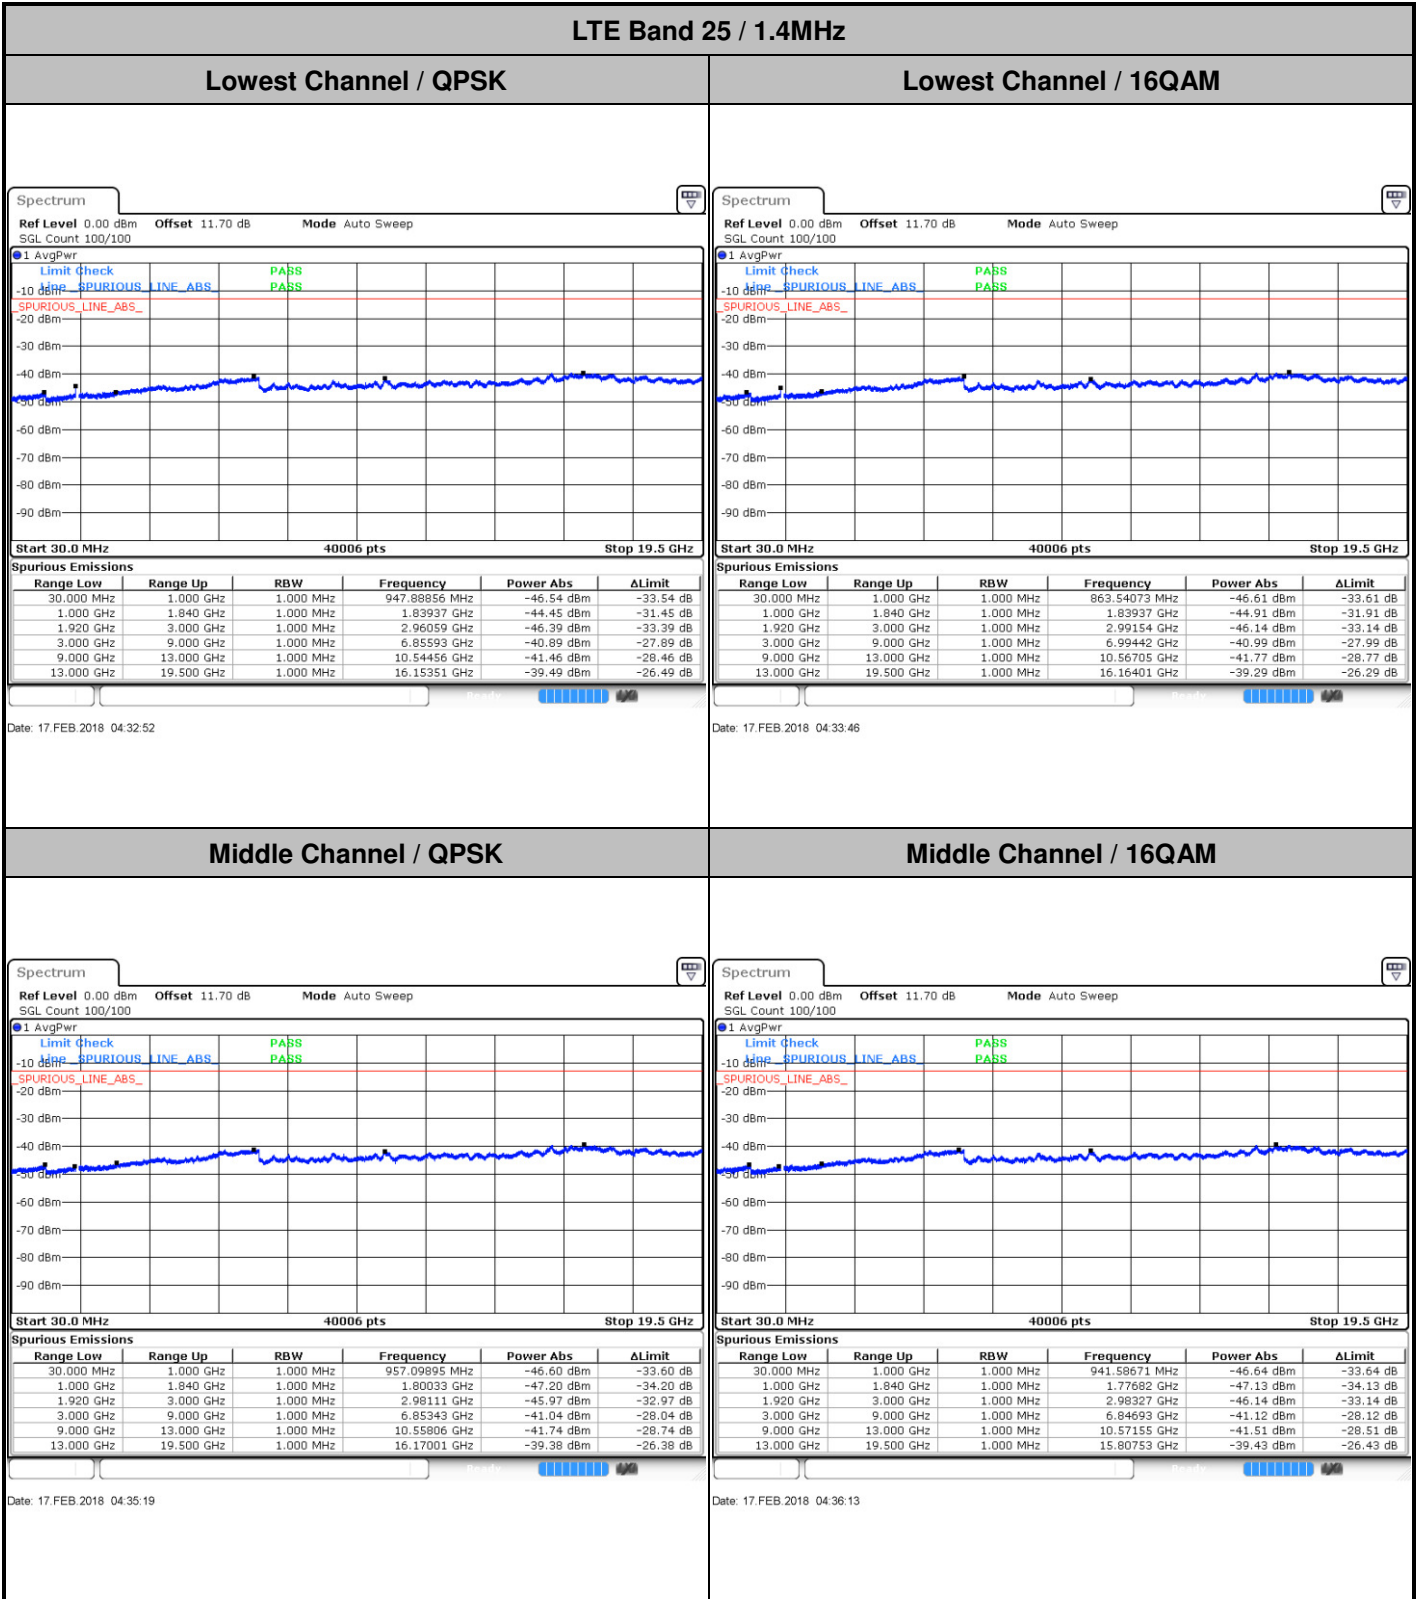 LTE Band 25 / 1.4MHz
Lowest Channel / QPSK
Lowest Channel / 16QAM
Spectrum
Ref Level 0.00 dBm Offset 11.70 dB Mode Auto Sweep
SGL Count 100/100
1 AvgPwr
Limit Check PASS
Line _SPURIOUS_LINE_ABS_ PASS
-10 dBm
_SPURIOUS_LINE_ABS_
-20 dBm
-30 dBm
-40 dBm
-50 dBm
-60 dBm
-70 dBm
-80 dBm
-90 dBm
Start 30.0 MHz 40006 pts Stop 19.5 GHz
Spurious Emissions
Range Low Range Up RBW Frequency Power Abs ΔLimit
30.000 MHz 1.000 GHz 1.000 MHz 947.88856 MHz -46.54 dBm -33.54 dB
1.000 GHz 1.840 GHz 1.000 MHz 1.83937 GHz -44.45 dBm -31.45 dB
1.920 GHz 3.000 GHz 1.000 MHz 2.96059 GHz -46.39 dBm -33.39 dB
3.000 GHz 9.000 GHz 1.000 MHz 6.85593 GHz -40.89 dBm -27.89 dB
9.000 GHz 13.000 GHz 1.000 MHz 10.54456 GHz -41.46 dBm -28.46 dB
13.000 GHz 19.500 GHz 1.000 MHz 16.15351 GHz -39.49 dBm -26.49 dB
Ready
Date: 17.FEB.2018 04:32:52
Spectrum
Ref Level 0.00 dBm Offset 11.70 dB Mode Auto Sweep
SGL Count 100/100
1 AvgPwr
Limit Check PASS
Line _SPURIOUS_LINE_ABS_ PASS
-10 dBm
_SPURIOUS_LINE_ABS_
-20 dBm
-30 dBm
-40 dBm
-50 dBm
-60 dBm
-70 dBm
-80 dBm
-90 dBm
Start 30.0 MHz 40006 pts Stop 19.5 GHz
Spurious Emissions
Range Low Range Up RBW Frequency Power Abs ΔLimit
30.000 MHz 1.000 GHz 1.000 MHz 863.54073 MHz -46.61 dBm -33.61 dB
1.000 GHz 1.840 GHz 1.000 MHz 1.83937 GHz -44.91 dBm -31.91 dB
1.920 GHz 3.000 GHz 1.000 MHz 2.99154 GHz -46.14 dBm -33.14 dB
3.000 GHz 9.000 GHz 1.000 MHz 6.99442 GHz -40.99 dBm -27.99 dB
9.000 GHz 13.000 GHz 1.000 MHz 10.56705 GHz -41.77 dBm -28.77 dB
13.000 GHz 19.500 GHz 1.000 MHz 16.16401 GHz -39.29 dBm -26.29 dB
Ready
Date: 17.FEB.2018 04:33:46
Middle Channel / QPSK
Middle Channel / 16QAM
Spectrum
Ref Level 0.00 dBm Offset 11.70 dB Mode Auto Sweep
SGL Count 100/100
1 AvgPwr
Limit Check PASS
Line _SPURIOUS_LINE_ABS_ PASS
-10 dBm
_SPURIOUS_LINE_ABS_
-20 dBm
-30 dBm
-40 dBm
-50 dBm
-60 dBm
-70 dBm
-80 dBm
-90 dBm
Start 30.0 MHz 40006 pts Stop 19.5 GHz
Spurious Emissions
Range Low Range Up RBW Frequency Power Abs ΔLimit
30.000 MHz 1.000 GHz 1.000 MHz 957.09895 MHz -46.60 dBm -33.60 dB
1.000 GHz 1.840 GHz 1.000 MHz 1.80033 GHz -47.20 dBm -34.20 dB
1.920 GHz 3.000 GHz 1.000 MHz 2.98111 GHz -45.97 dBm -32.97 dB
3.000 GHz 9.000 GHz 1.000 MHz 6.85343 GHz -41.04 dBm -28.04 dB
9.000 GHz 13.000 GHz 1.000 MHz 10.55806 GHz -41.74 dBm -28.74 dB
13.000 GHz 19.500 GHz 1.000 MHz 16.17001 GHz -39.38 dBm -26.38 dB
Ready
Date: 17.FEB.2018 04:35:19
Spectrum
Ref Level 0.00 dBm Offset 11.70 dB Mode Auto Sweep
SGL Count 100/100
1 AvgPwr
Limit Check PASS
Line _SPURIOUS_LINE_ABS_ PASS
-10 dBm
_SPURIOUS_LINE_ABS_
-20 dBm
-30 dBm
-40 dBm
-50 dBm
-60 dBm
-70 dBm
-80 dBm
-90 dBm
Start 30.0 MHz 40006 pts Stop 19.5 GHz
Spurious Emissions
Range Low Range Up RBW Frequency Power Abs ΔLimit
30.000 MHz 1.000 GHz 1.000 MHz 941.58671 MHz -46.64 dBm -33.64 dB
1.000 GHz 1.840 GHz 1.000 MHz 1.77682 GHz -47.13 dBm -34.13 dB
1.920 GHz 3.000 GHz 1.000 MHz 2.98327 GHz -46.14 dBm -33.14 dB
3.000 GHz 9.000 GHz 1.000 MHz 6.84693 GHz -41.12 dBm -28.12 dB
9.000 GHz 13.000 GHz 1.000 MHz 10.57155 GHz -41.51 dBm -28.51 dB
13.000 GHz 19.500 GHz 1.000 MHz 15.80753 GHz -39.43 dBm -26.43 dB
Ready
Date: 17.FEB.2018 04:36:13